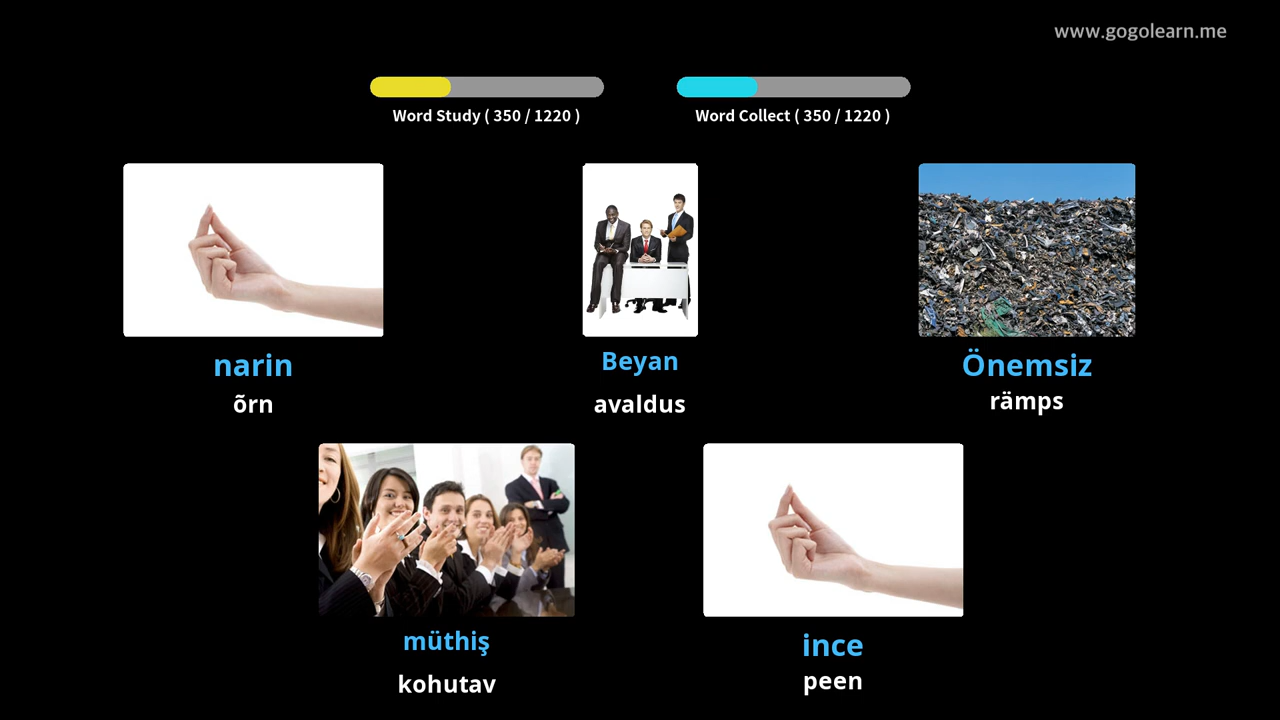 www.gogolearn.me
Word Study ( 350 / 1220 )
Word Collect ( 350 / 1220 )
narin
õrn
Beyan
avaldus
Önemsiz
rämps
müthiş
kohutav
ince
peen